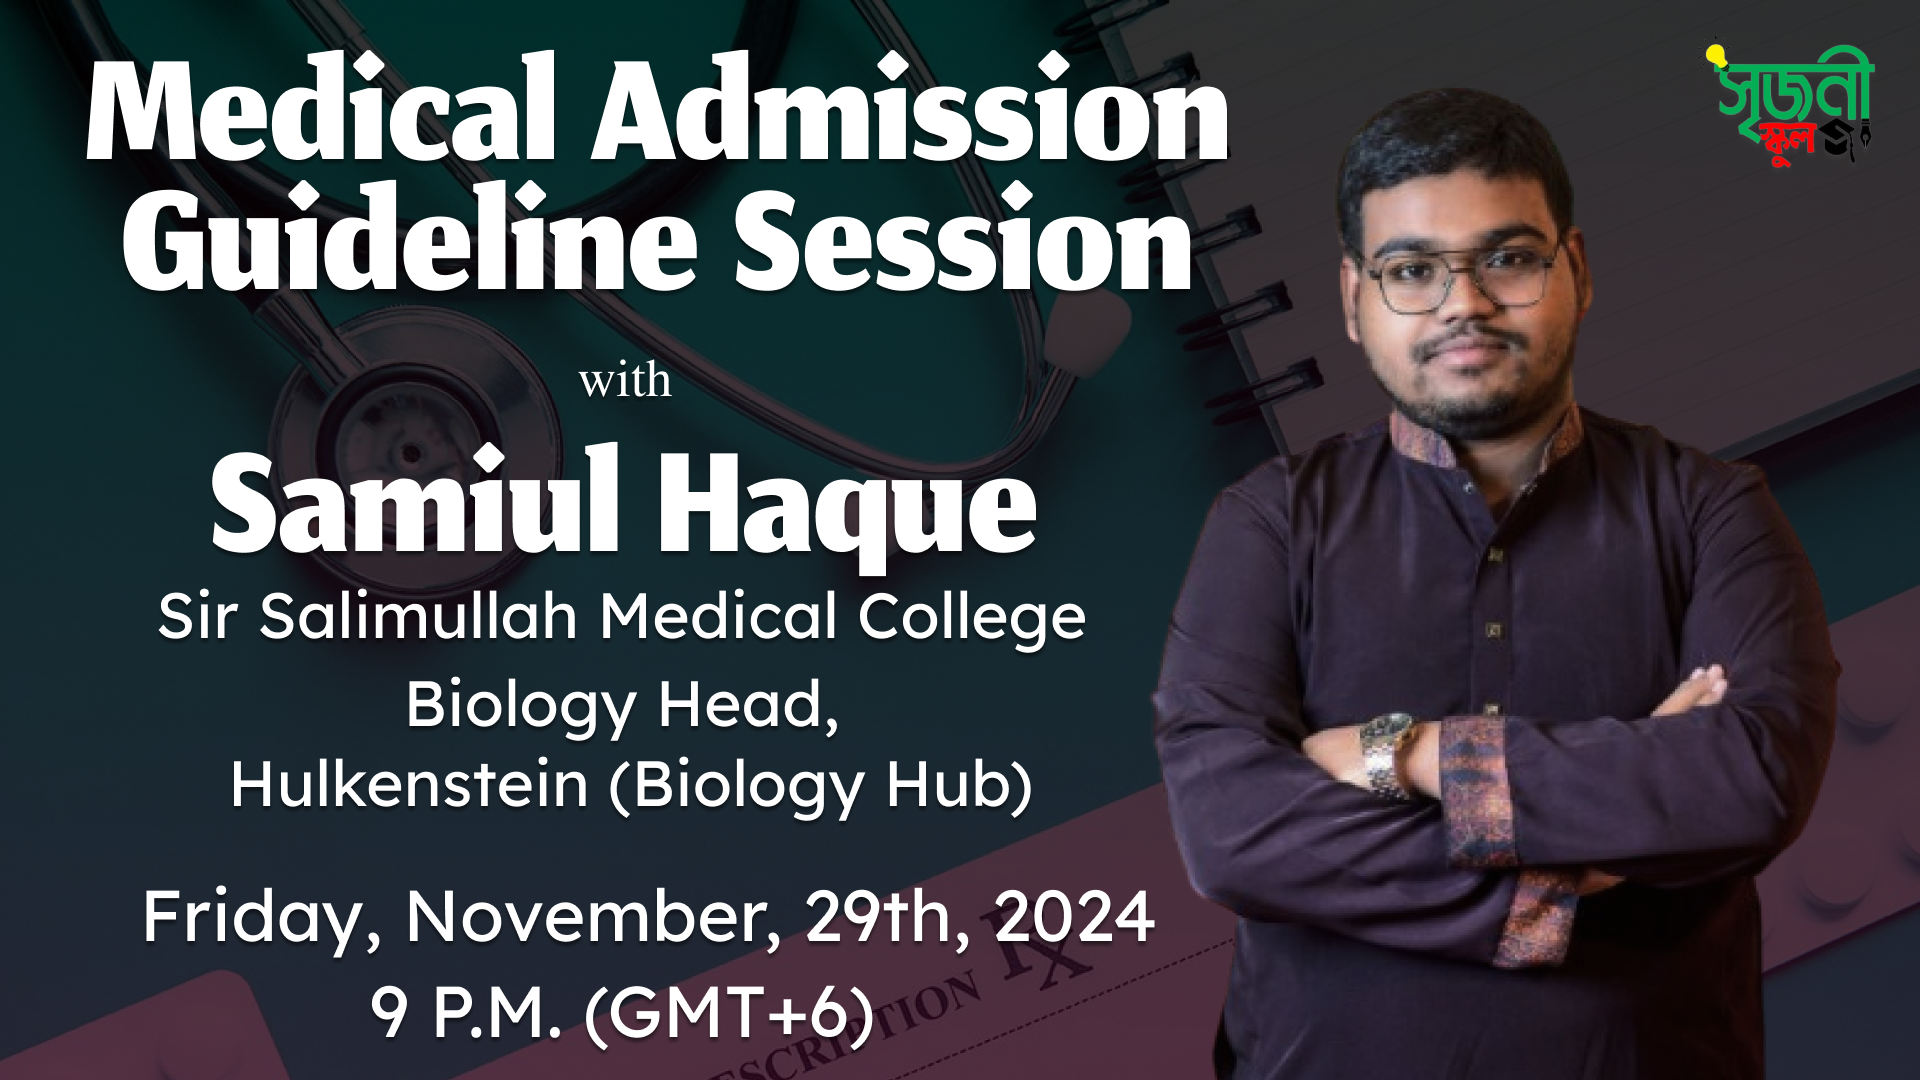 Medical Admission
Guideline Session
with
Samiul Haque
Sir Salimullah Medical College
Biology Head,
Hulkenstein (Biology Hub)
Friday, November, 29th, 2024
9 P.M. (GMT+6)
সৃজনী
স্কুল